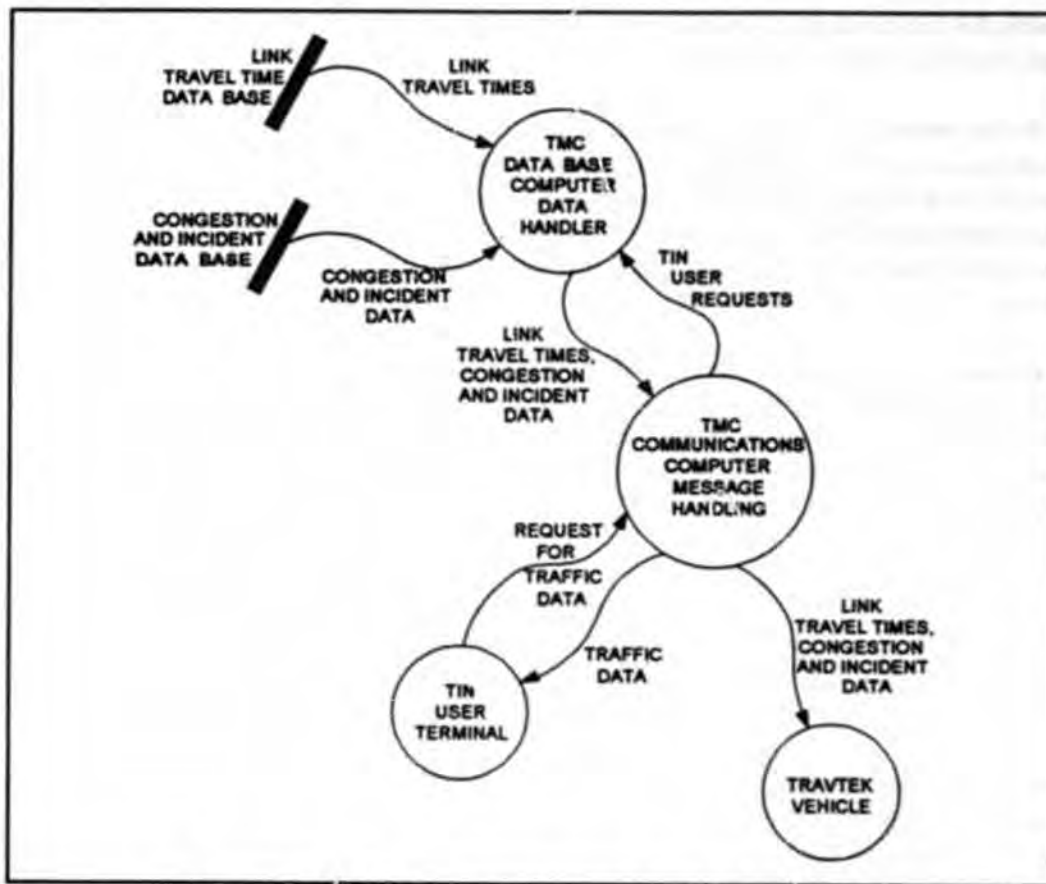 LINK
TRAVEL TIME
DATA BASE
LINK
TRAVEL TIMES
TMC
DATA BASE
COMPUTER
DATA
HANDLER
CONGESTION
AND INCIDENT
DATA BASE
CONGESTION
AND INCIDENT
DATA
TIN
USER
REQUESTS
LINK
TRAVEL TIMES,
CONGESTION
AND INCIDENT
DATA
TMC
COMMUNICATIONS
COMPUTER
MESSAGE
HANDLING
REQUEST
FOR
TRAFFIC
DATA
TRAFFIC
DATA
LINK
TRAVEL TIMES,
CONGESTION
AND INCIDENT
DATA
TIN
USER
TERMINAL
TRAVTEK
VEHICLE